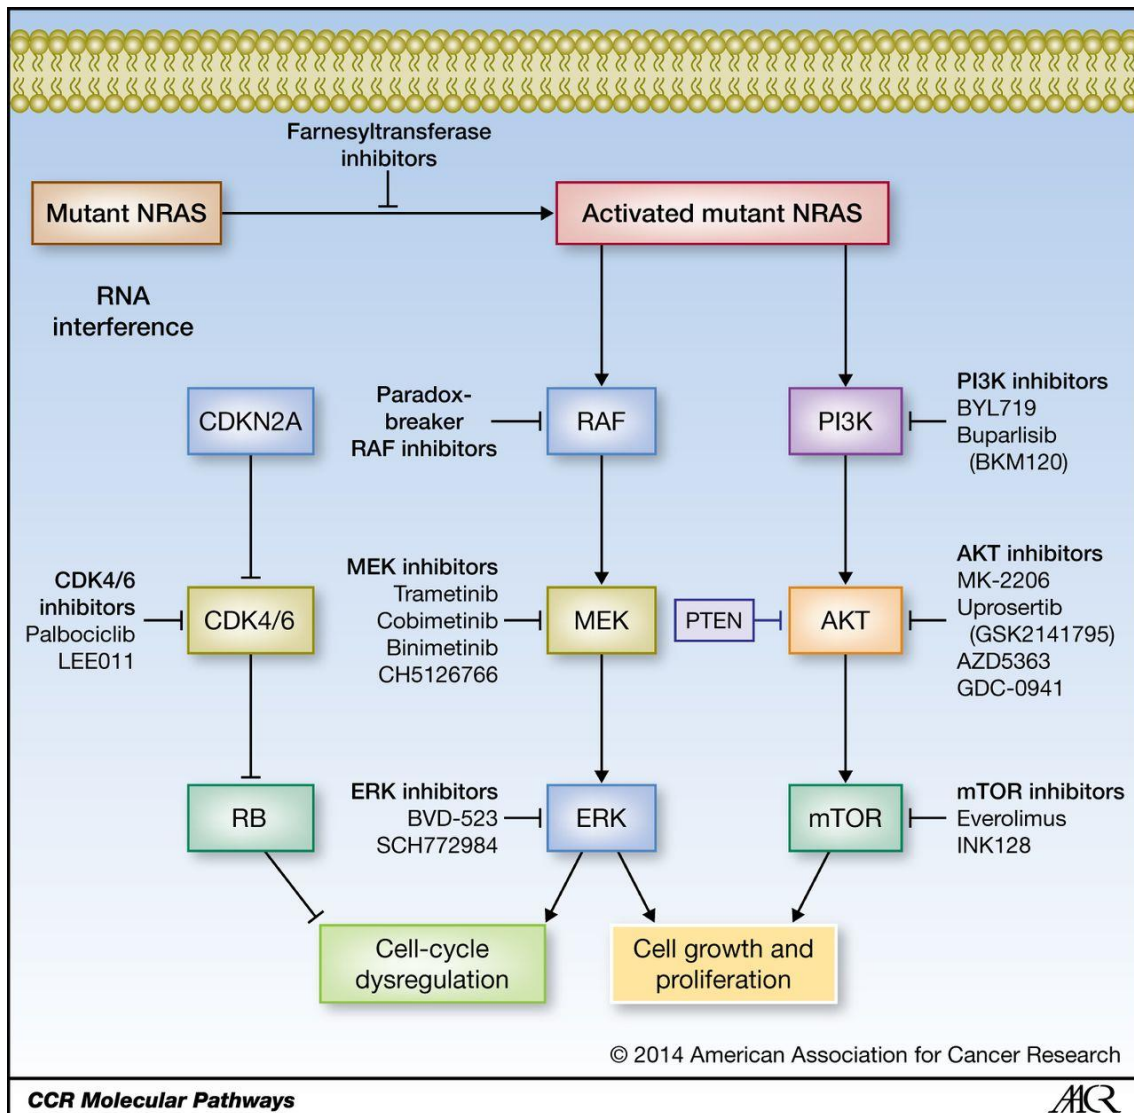 Farnesyltransferase
inhibitors
Mutant NRAS
Activated mutant NRAS
RNA
interference
CDKN2A
Paradox-
breaker
RAF inhibitors
RAF
PI3K
PI3K inhibitors
BYL719
Buparlisib
(BKM120)
CDK4/6
inhibitors
Palbociclib
LEE011
CDK4/6
MEK inhibitors
Trametinib
Cobimetinib
Binimetinib
CH5126766
MEK
PTEN
AKT
AKT inhibitors
MK-2206
Uprosertib
(GSK2141795)
AZD5363
GDC-0941
RB
ERK inhibitors
BVD-523
SCH772984
ERK
mTOR
mTOR inhibitors
Everolimus
INK128
Cell-cycle
dysregulation
Cell growth and
proliferation
© 2014 American Association for Cancer Research
CCR Molecular Pathways
AACR